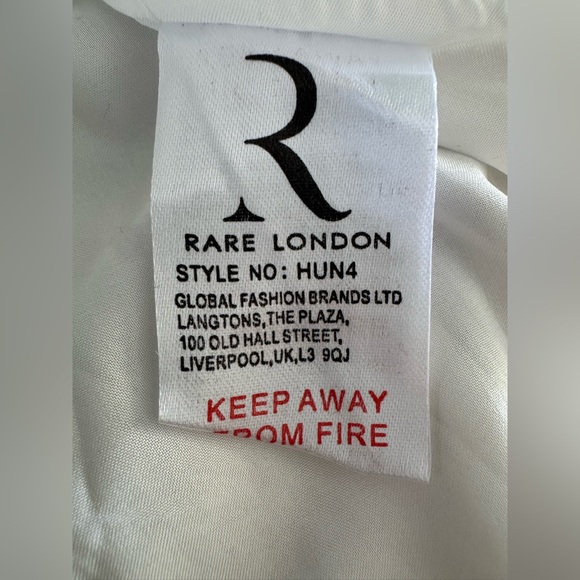 R
RARE LONDON
STYLE NO: HUN4
GLOBAL FASHION BRANDS LTD
LANGTONS,THE PLAZA,
100 OLD HALL STREET,
LIVERPOOL,UK,L3 9QJ
KEEP AWAY
FROM FIRE